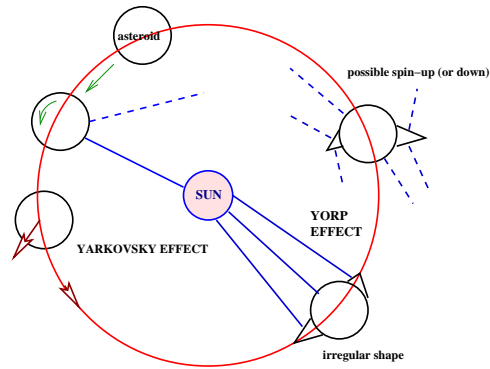 asteroid
possible spin−up (or down)
SUN
YORP
EFFECT
YARKOVSKY EFFECT
irregular shape